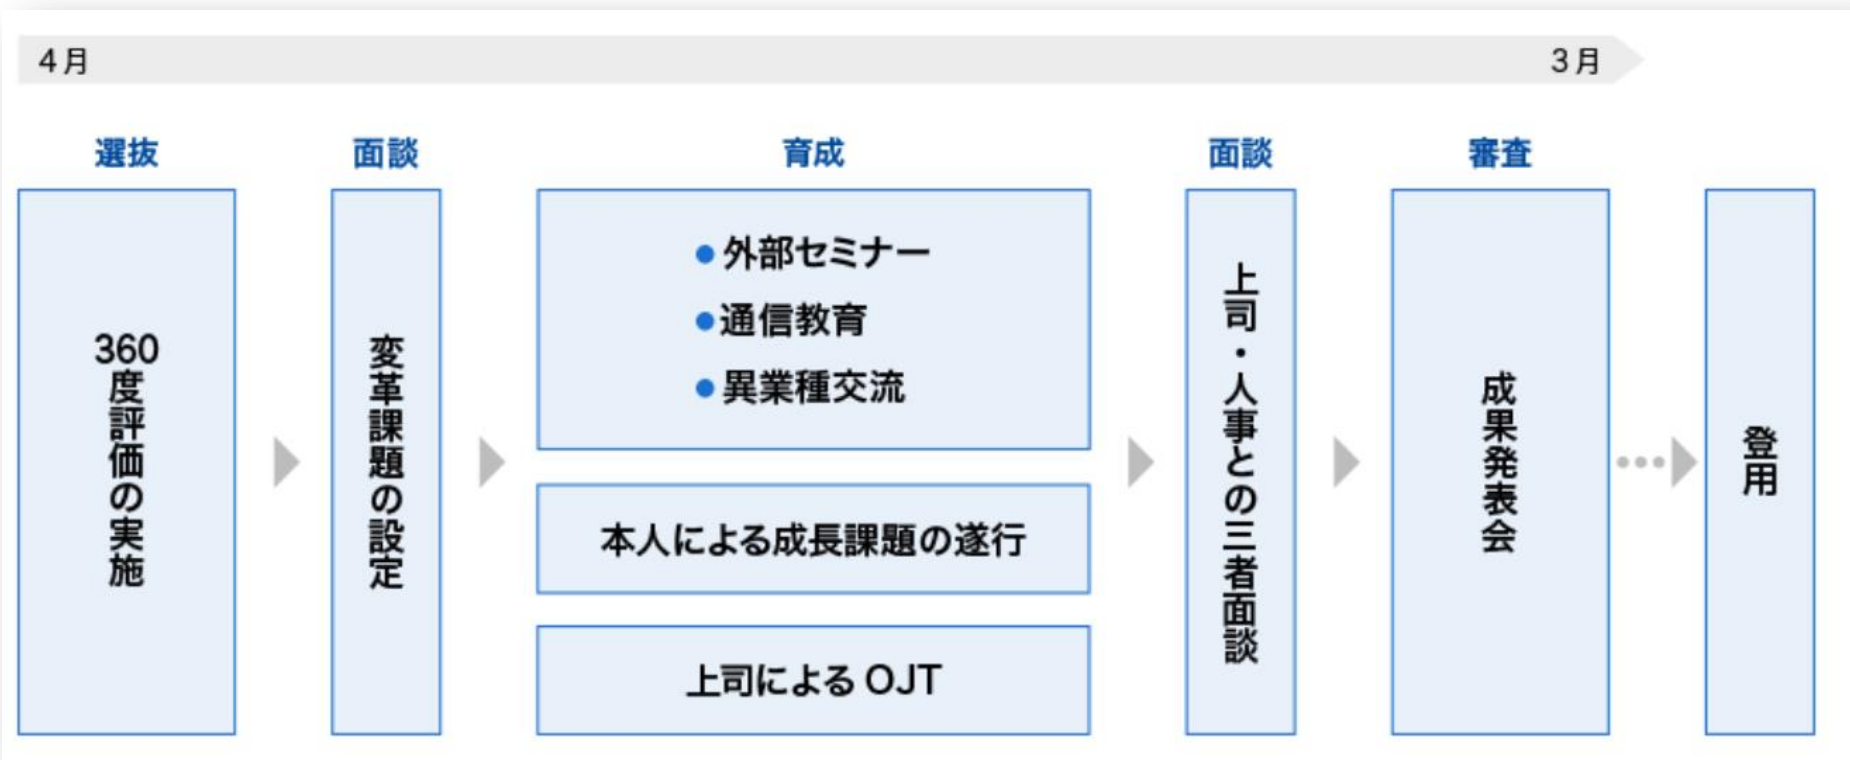 4月
3月
選抜
面談
育成
面談
審査
360度評価の実施
変革課題の設定
●外部セミナー
●通信教育
●異業種交流
本人による成長課題の遂行
上司による OJT
上司・人事との三者面談
成果発表会
登用